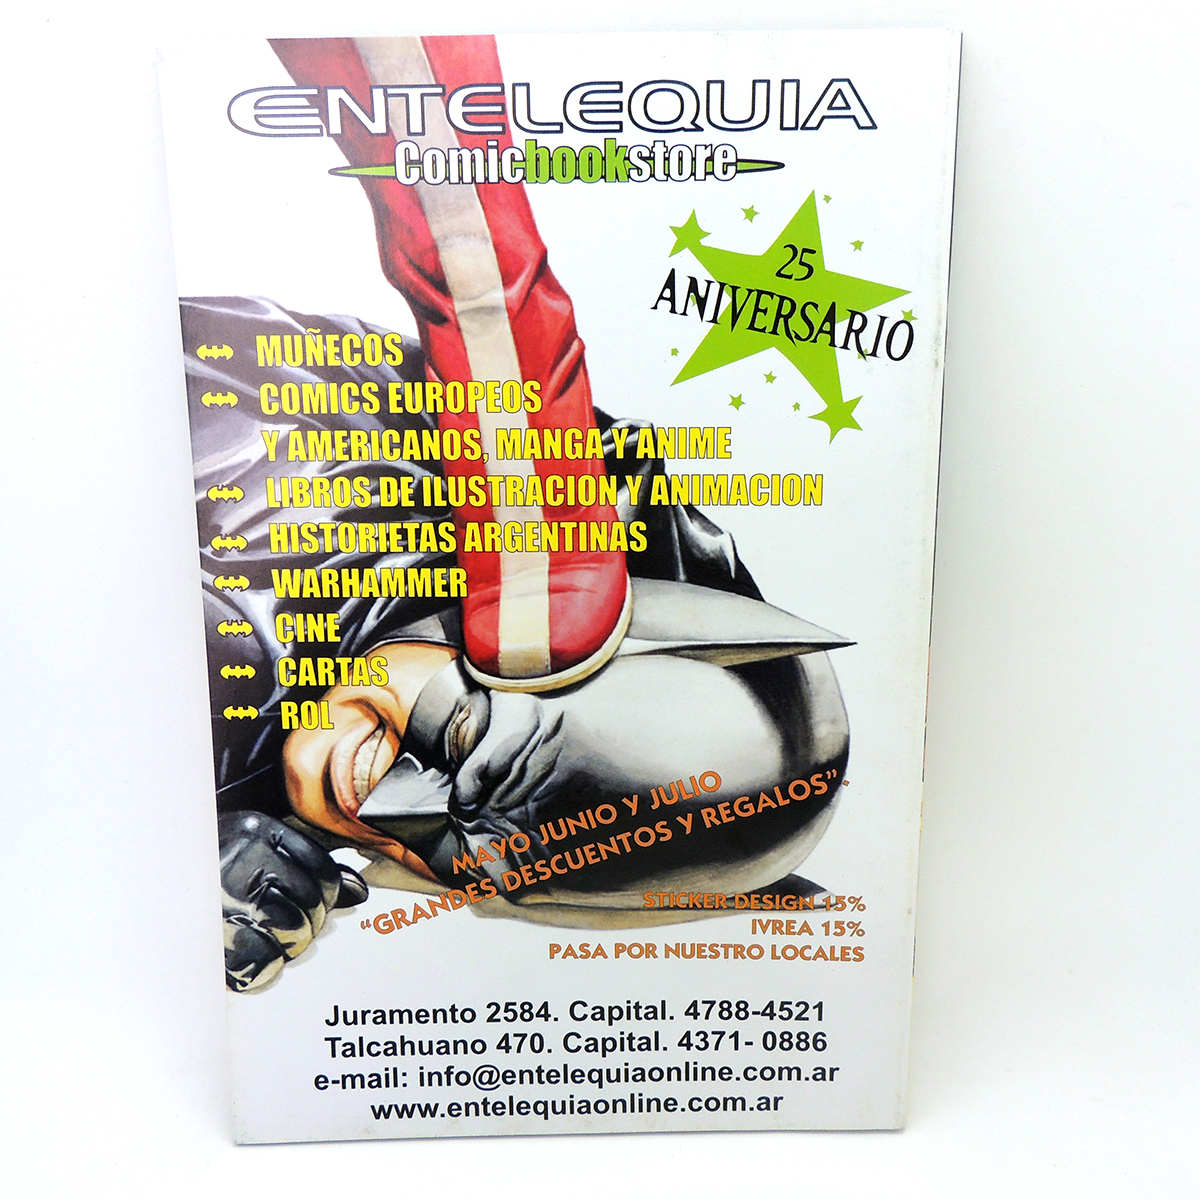 ENTELEQUIA
Comicbookstore
25
ANIVERSARIO
MUÑECOS
COMICS EUROPEOS
Y AMERICANOS, MANGA Y ANIME
LIBROS DE ILUSTRACION Y ANIMACION
HISTORIETAS ARGENTINAS
WARHAMMER
CINE
CARTAS
ROL
MAYO JUNIO Y JULIO
“GRANDES DESCUENTOS Y REGALOS”.
STICKER DESIGN 15%
IVREA 15%
PASA POR NUESTRO LOCALES
Juramento 2584. Capital. 4788-4521
Talcahuano 470. Capital. 4371- 0886
e-mail: info@entelequiaonline.com.ar
www.entelequiaonline.com.ar